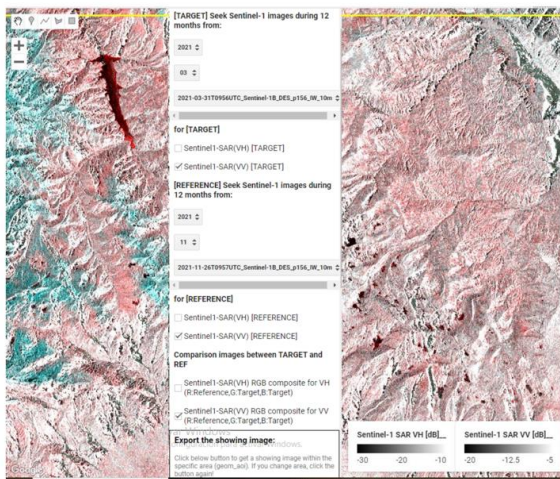 [TARGET] Seek Sentinel-1 images during 12
months from:
2021
03
2021-03-31T0956UTC_Sentinel-1B_DES_p156_IW_10m
for [TARGET]
Sentinel1-SAR(VH) [TARGET]
Sentinel1-SAR(VV) [TARGET]
[REFERENCE] Seek Sentinel-1 images during
12 months from:
2021
11
2021-11-26T0957UTC_Sentinel-1B_DES_p156_IW_10m
for [REFERENCE]
Sentinel1-SAR(VH) [REFERENCE]
Sentinel1-SAR(VV) [REFERENCE]
Comparison images between TARGET and
REF
Sentinel1-SAR(VH) RGB composite for VH
(R:Reference,G:Target,B:Target)
Sentinel1-SAR(VV) RGB composite for VV
(R:Reference,G:Target,B:Target)
Windows
Export the showing image:
Windows.
Click below button to get a showing image within the
specific area (geom_aoi). If you change area, click the
button again!
Google
Sentinel-1 SAR VH [dB]__
-30 -20 -10
Sentinel-1 SAR VV [dB]__
-20 -12.5 -5